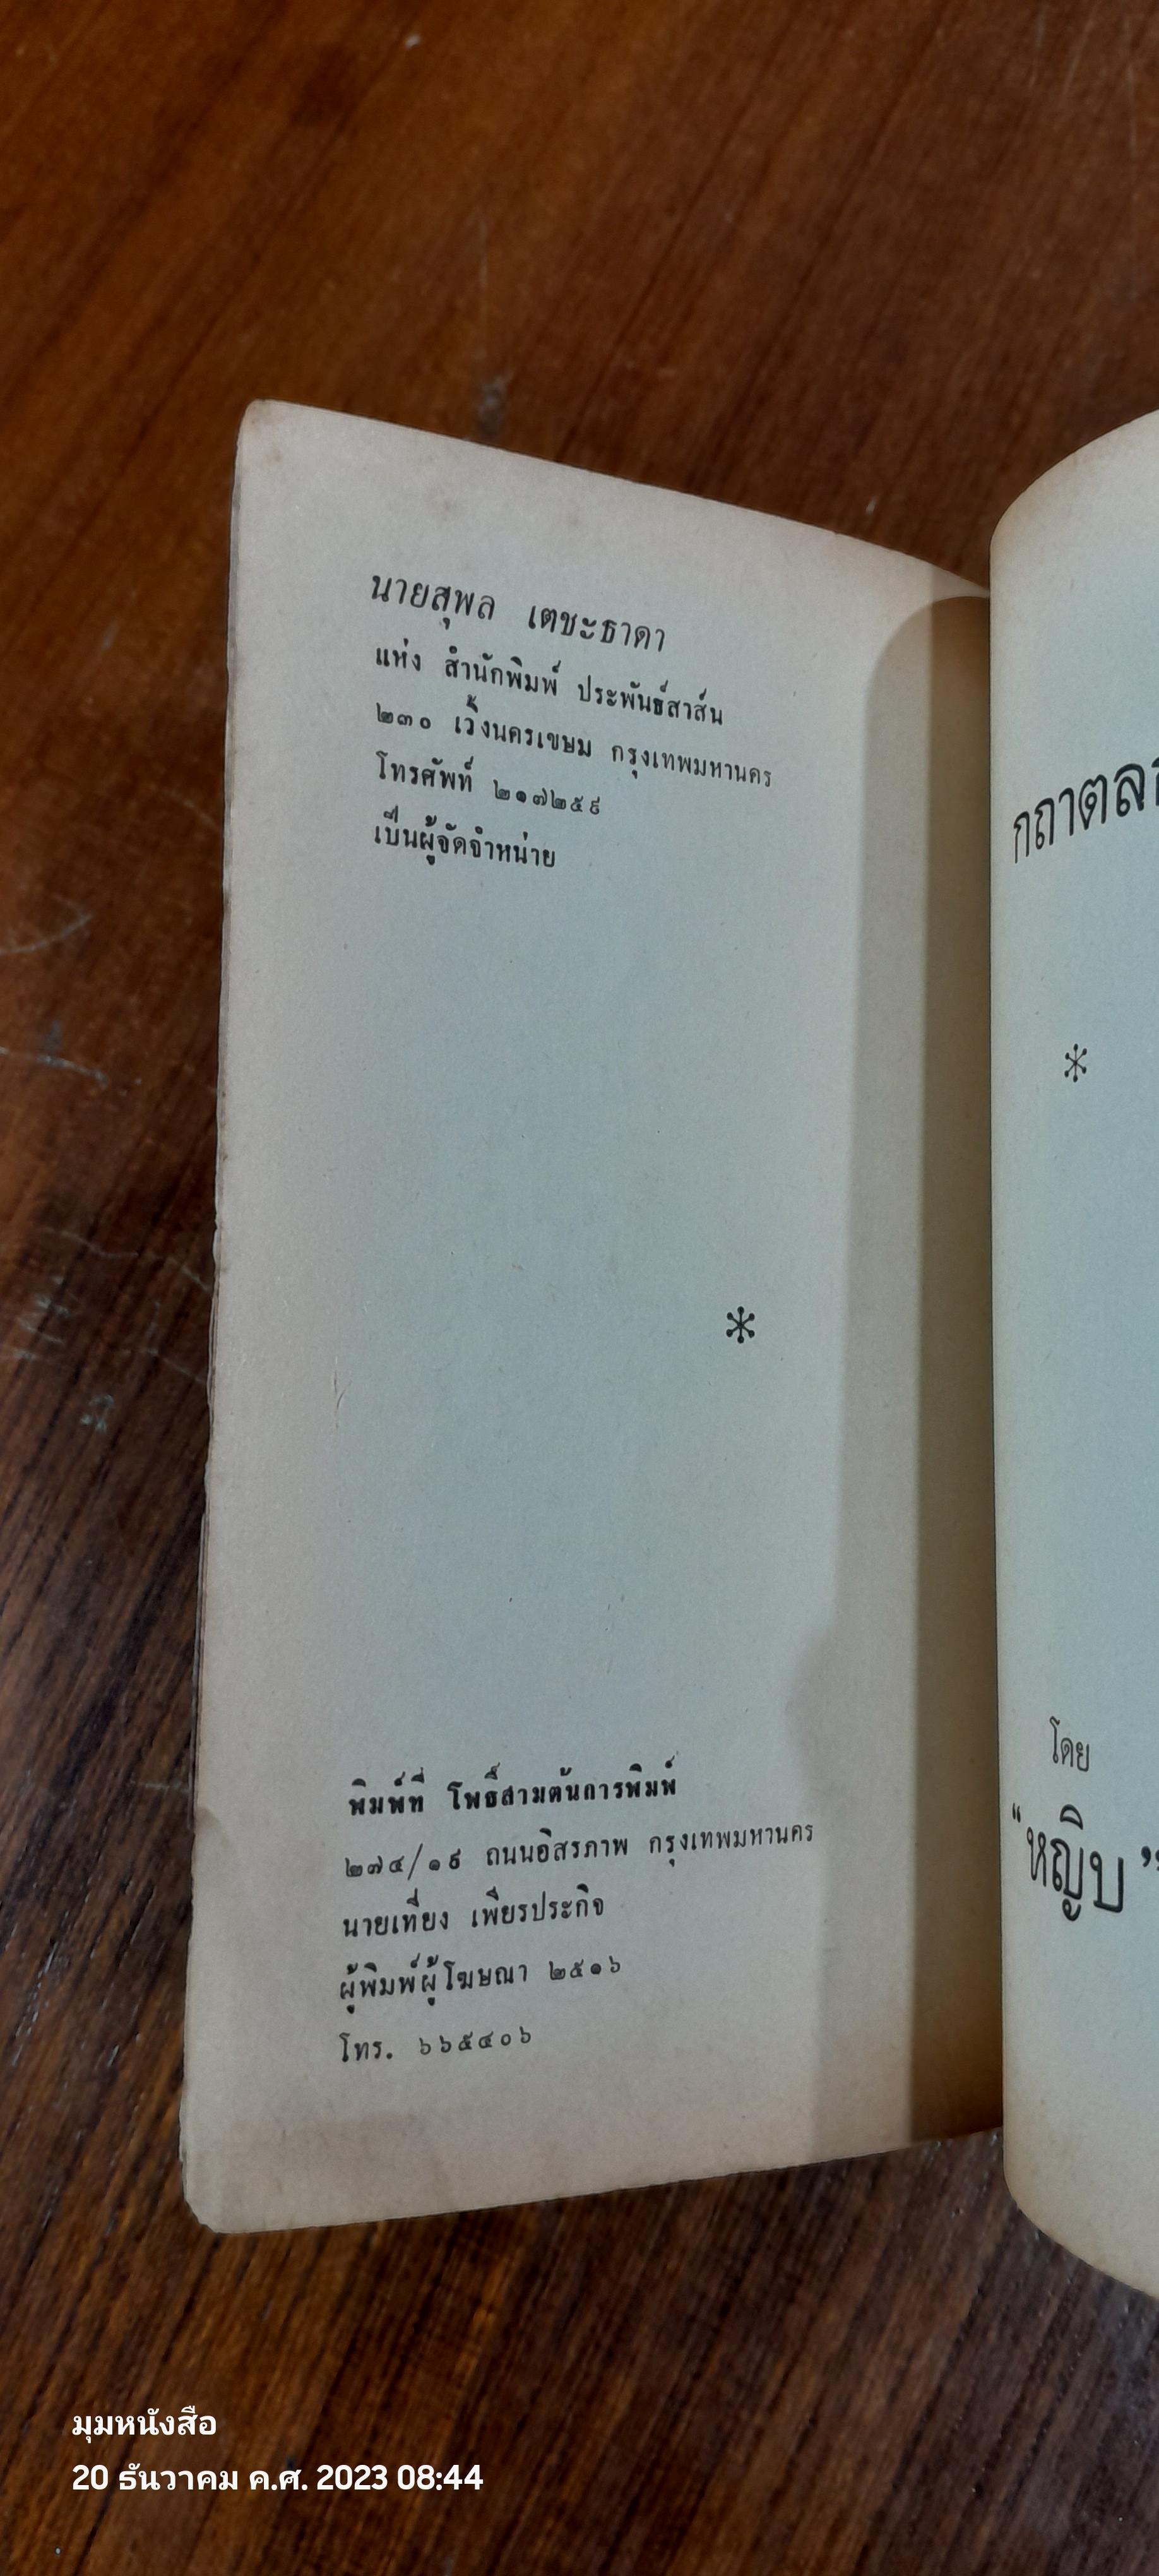 นายสุพล เตชะธาดา
แห่ง สำนักพิมพ์ ประพันธ์สาส์น
๒๓๐ เวิ้งนครเขษม กรุงเทพมหานคร
โทรศัพท์ ๒๑๗๒๕๙
เป็นผู้จัดจำหน่าย
*
พิมพ์ที่ โพธิ์สามต้นการพิมพ์
๒๗๔/๑๙ ถนนอิสรภาพ กรุงเทพมหานคร
นายเที่ยง เพียรประกิจ
ผู้พิมพ์ผู้โฆษณา ๒๕๑๖
โทร. ๖๖๕๔๐๖
*
โดย
“หญิบ”
มุมหนังสือ
20 ธันวาคม ค.ศ. 2023 08:44